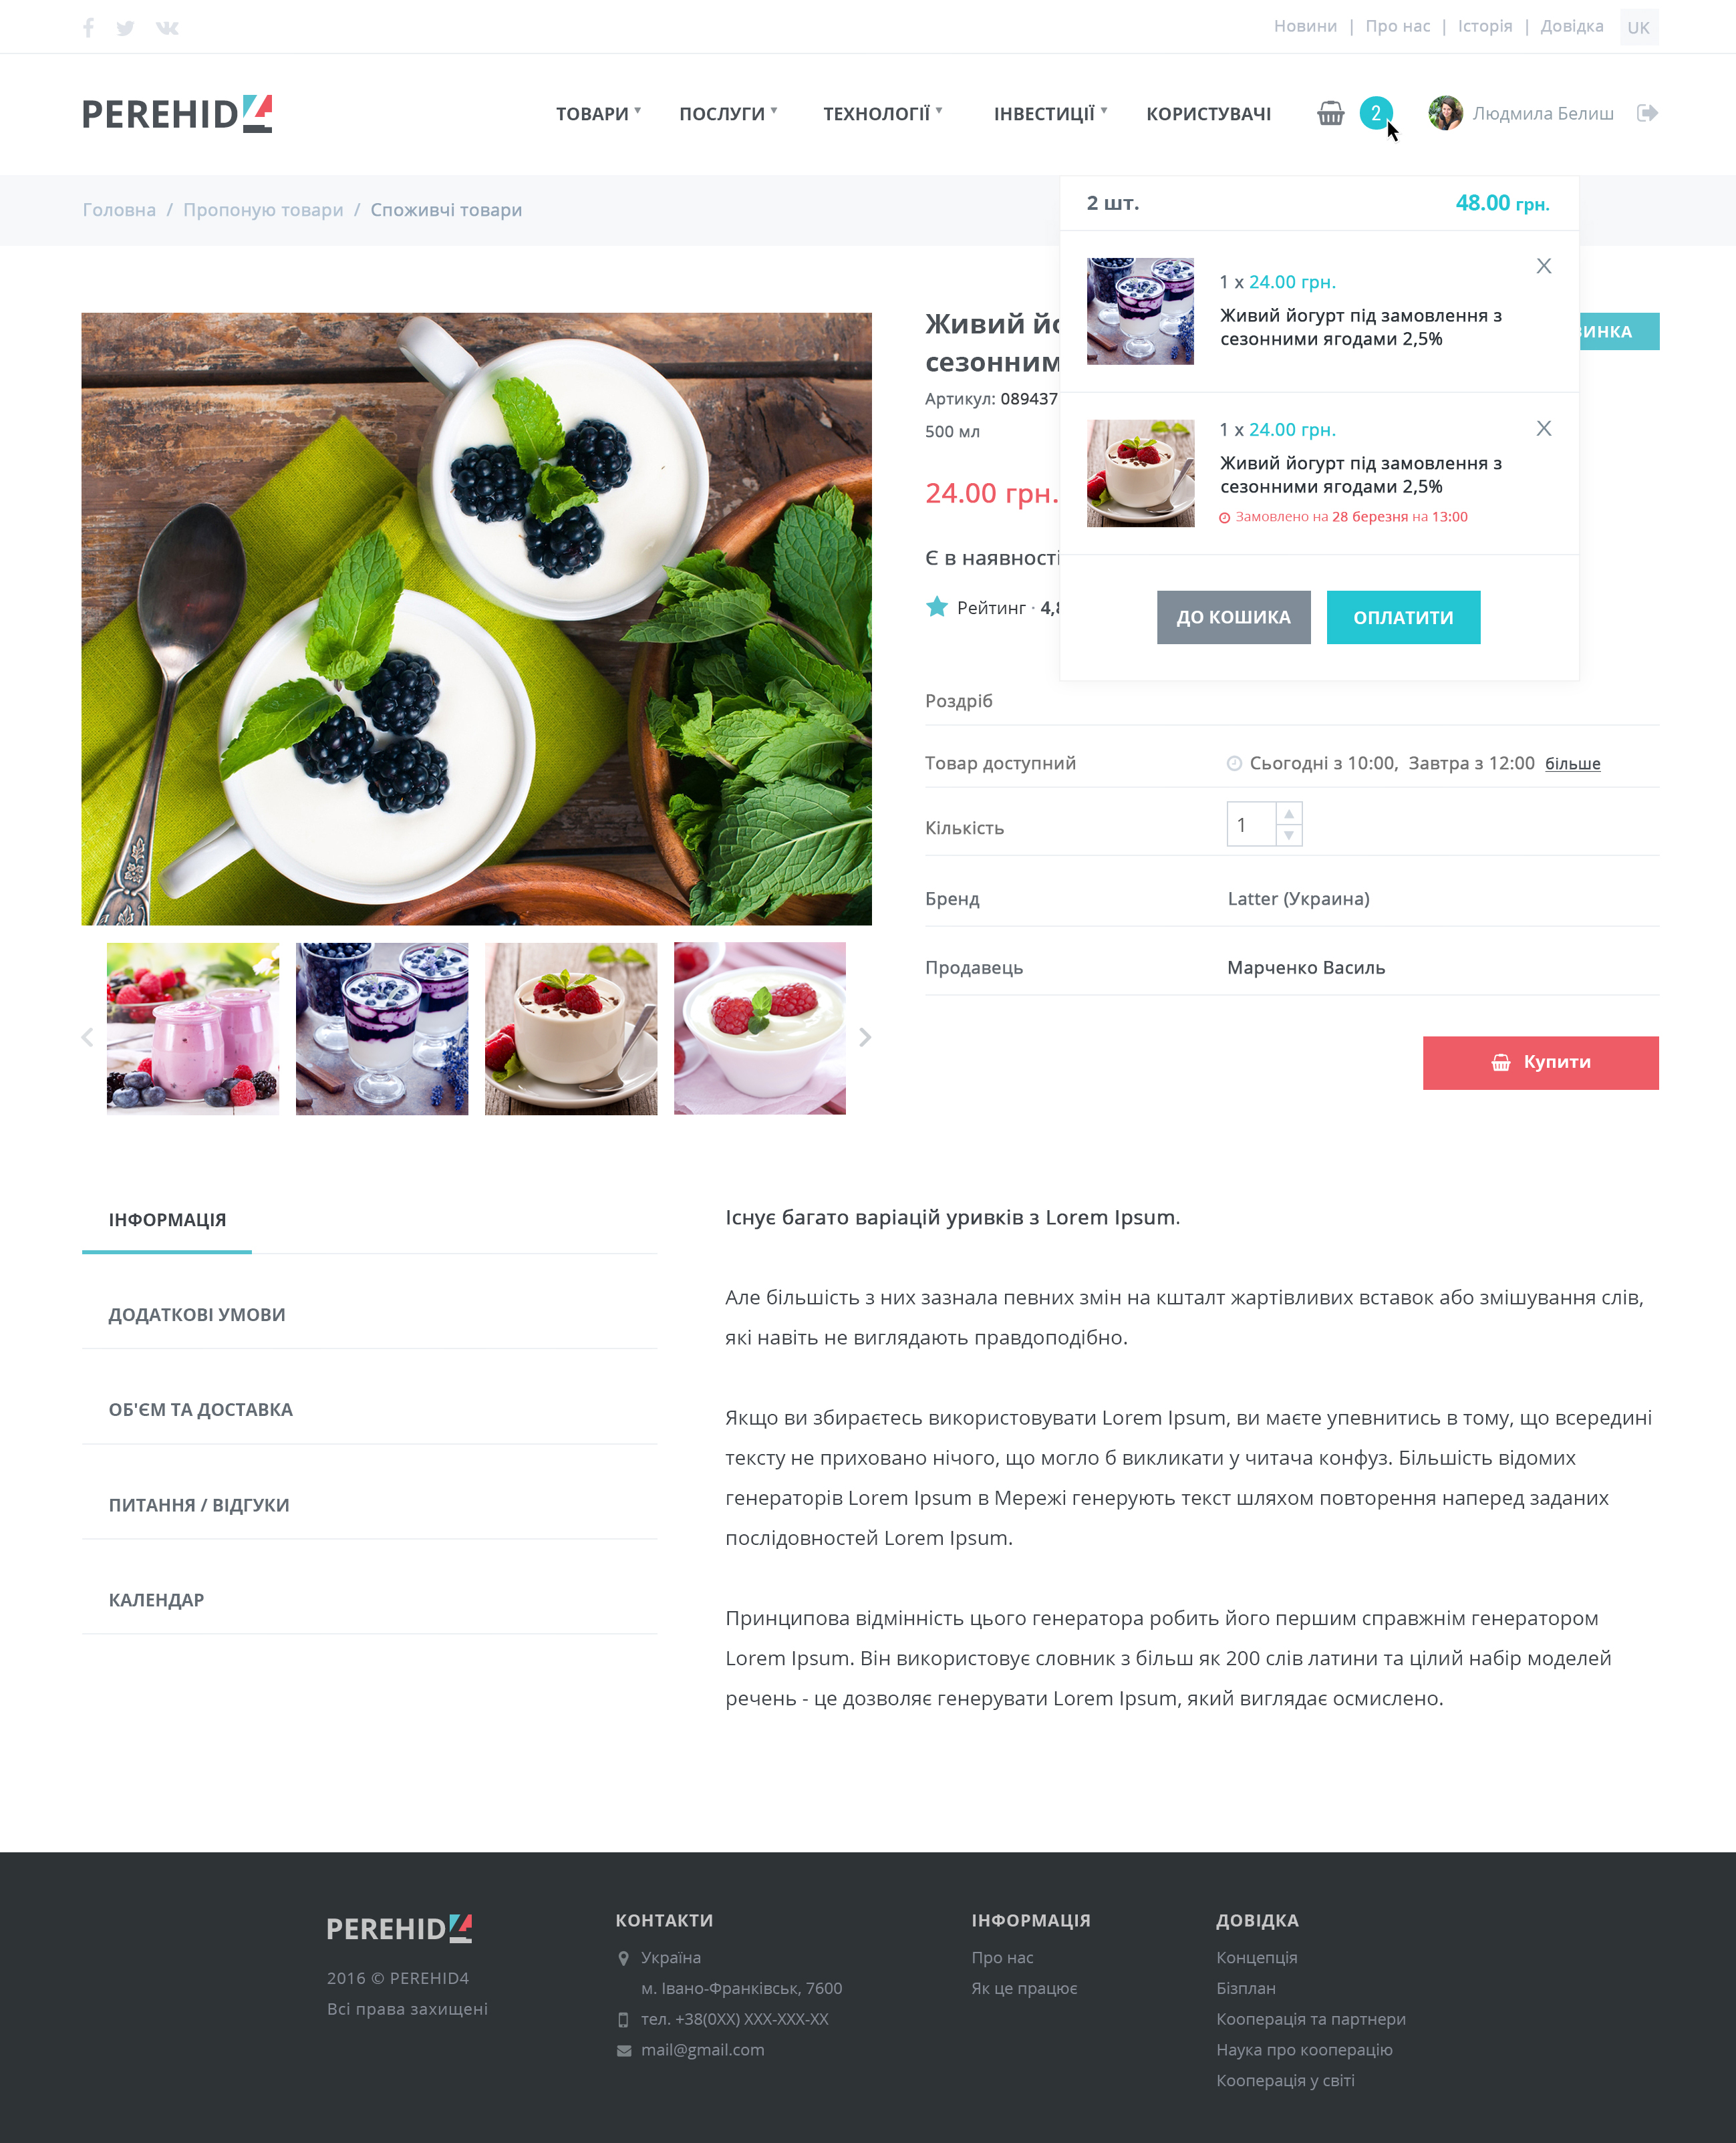 Новини | Про нас | Історія | Довідка UK
PEREHID4
ТОВАРИ ПОСЛУГИ ТЕХНОЛОГІЇ ІНВЕСТИЦІЇ КОРИСТУВАЧІ 2 Людмила Белиш
Головна / Пропоную товари / Споживчі товари
2 шт. 48.00 грн.
1 x 24.00 грн. X
Живий йогурт під замовлення з
сезонними ягодами 2,5%
1 x 24.00 грн. X
Живий йогурт під замовлення з
сезонними ягодами 2,5%
Замовлено на 28 березня на 13:00
ДО КОШИКА ОПЛАТИТИ
Живий
Артикул: 089437
500 мл
24.00 грн.
Є в наявності
Рейтинг ·
Роздріб
Товар доступний Сьогодні з 10:00, Завтра з 12:00 більше
Кількість 1
Бренд Latter (Украина)
Продавець Марченко Василь
Купити
ІНФОРМАЦІЯ
ДОДАТКОВІ УМОВИ
ОБ'ЄМ ТА ДОСТАВКА
ПИТАННЯ / ВІДГУКИ
КАЛЕНДАР
Існує багато варіацій уривків з Lorem Ipsum.
Але більшість з них зазнала певних змін на кшталт жартівливих вставок або змішування слів,
які навіть не виглядають правдоподібно.
Якщо ви збираєтесь використовувати Lorem Ipsum, ви маєте упевнитись в тому, що всередині
тексту не приховано нічого, що могло б викликати у читача конфуз. Більшість відомих
генераторів Lorem Ipsum в Мережі генерують текст шляхом повторення наперед заданих
послідовностей Lorem Ipsum.
Принципова відмінність цього генератора робить його першим справжнім генератором
Lorem Ipsum. Він використовує словник з більш як 200 слів латини та цілий набір моделей
речень - це дозволяє генерувати Lorem Ipsum, який виглядає осмислено.
PEREHID4
2016 © PEREHID4
Всі права захищені
КОНТАКТИ
Україна
м. Івано-Франківськ, 7600
тел. +38(0XX) XXX-XXX-XX
mail@gmail.com
ІНФОРМАЦІЯ
Про нас
Як це працює
ДОВІДКА
Концепція
Бізплан
Кооперація та партнери
Наука про кооперацію
Кооперація у світі